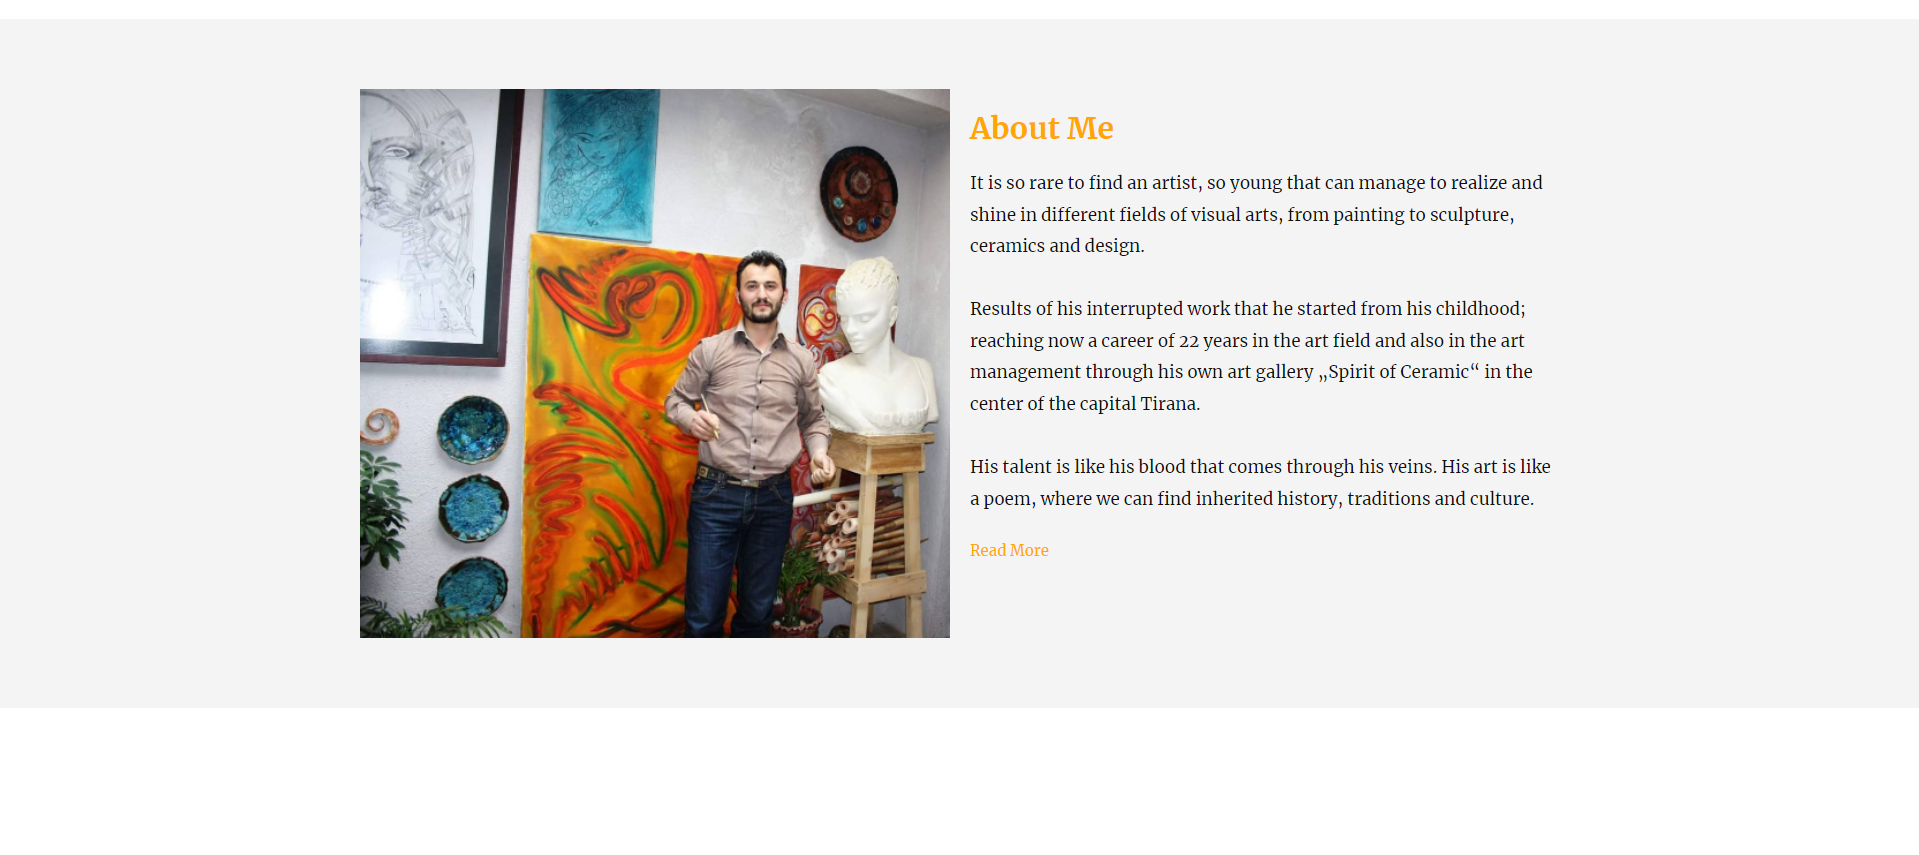 About Me
It is so rare to find an artist, so young that can manage to realize and
shine in different fields of visual arts, from painting to sculpture,
ceramics and design.
Results of his interrupted work that he started from his childhood;
reaching now a career of 22 years in the art field and also in the art
management through his own art gallery „Spirit of Ceramic“ in the
center of the capital Tirana.
His talent is like his blood that comes through his veins. His art is like
a poem, where we can find inherited history, traditions and culture.
Read More